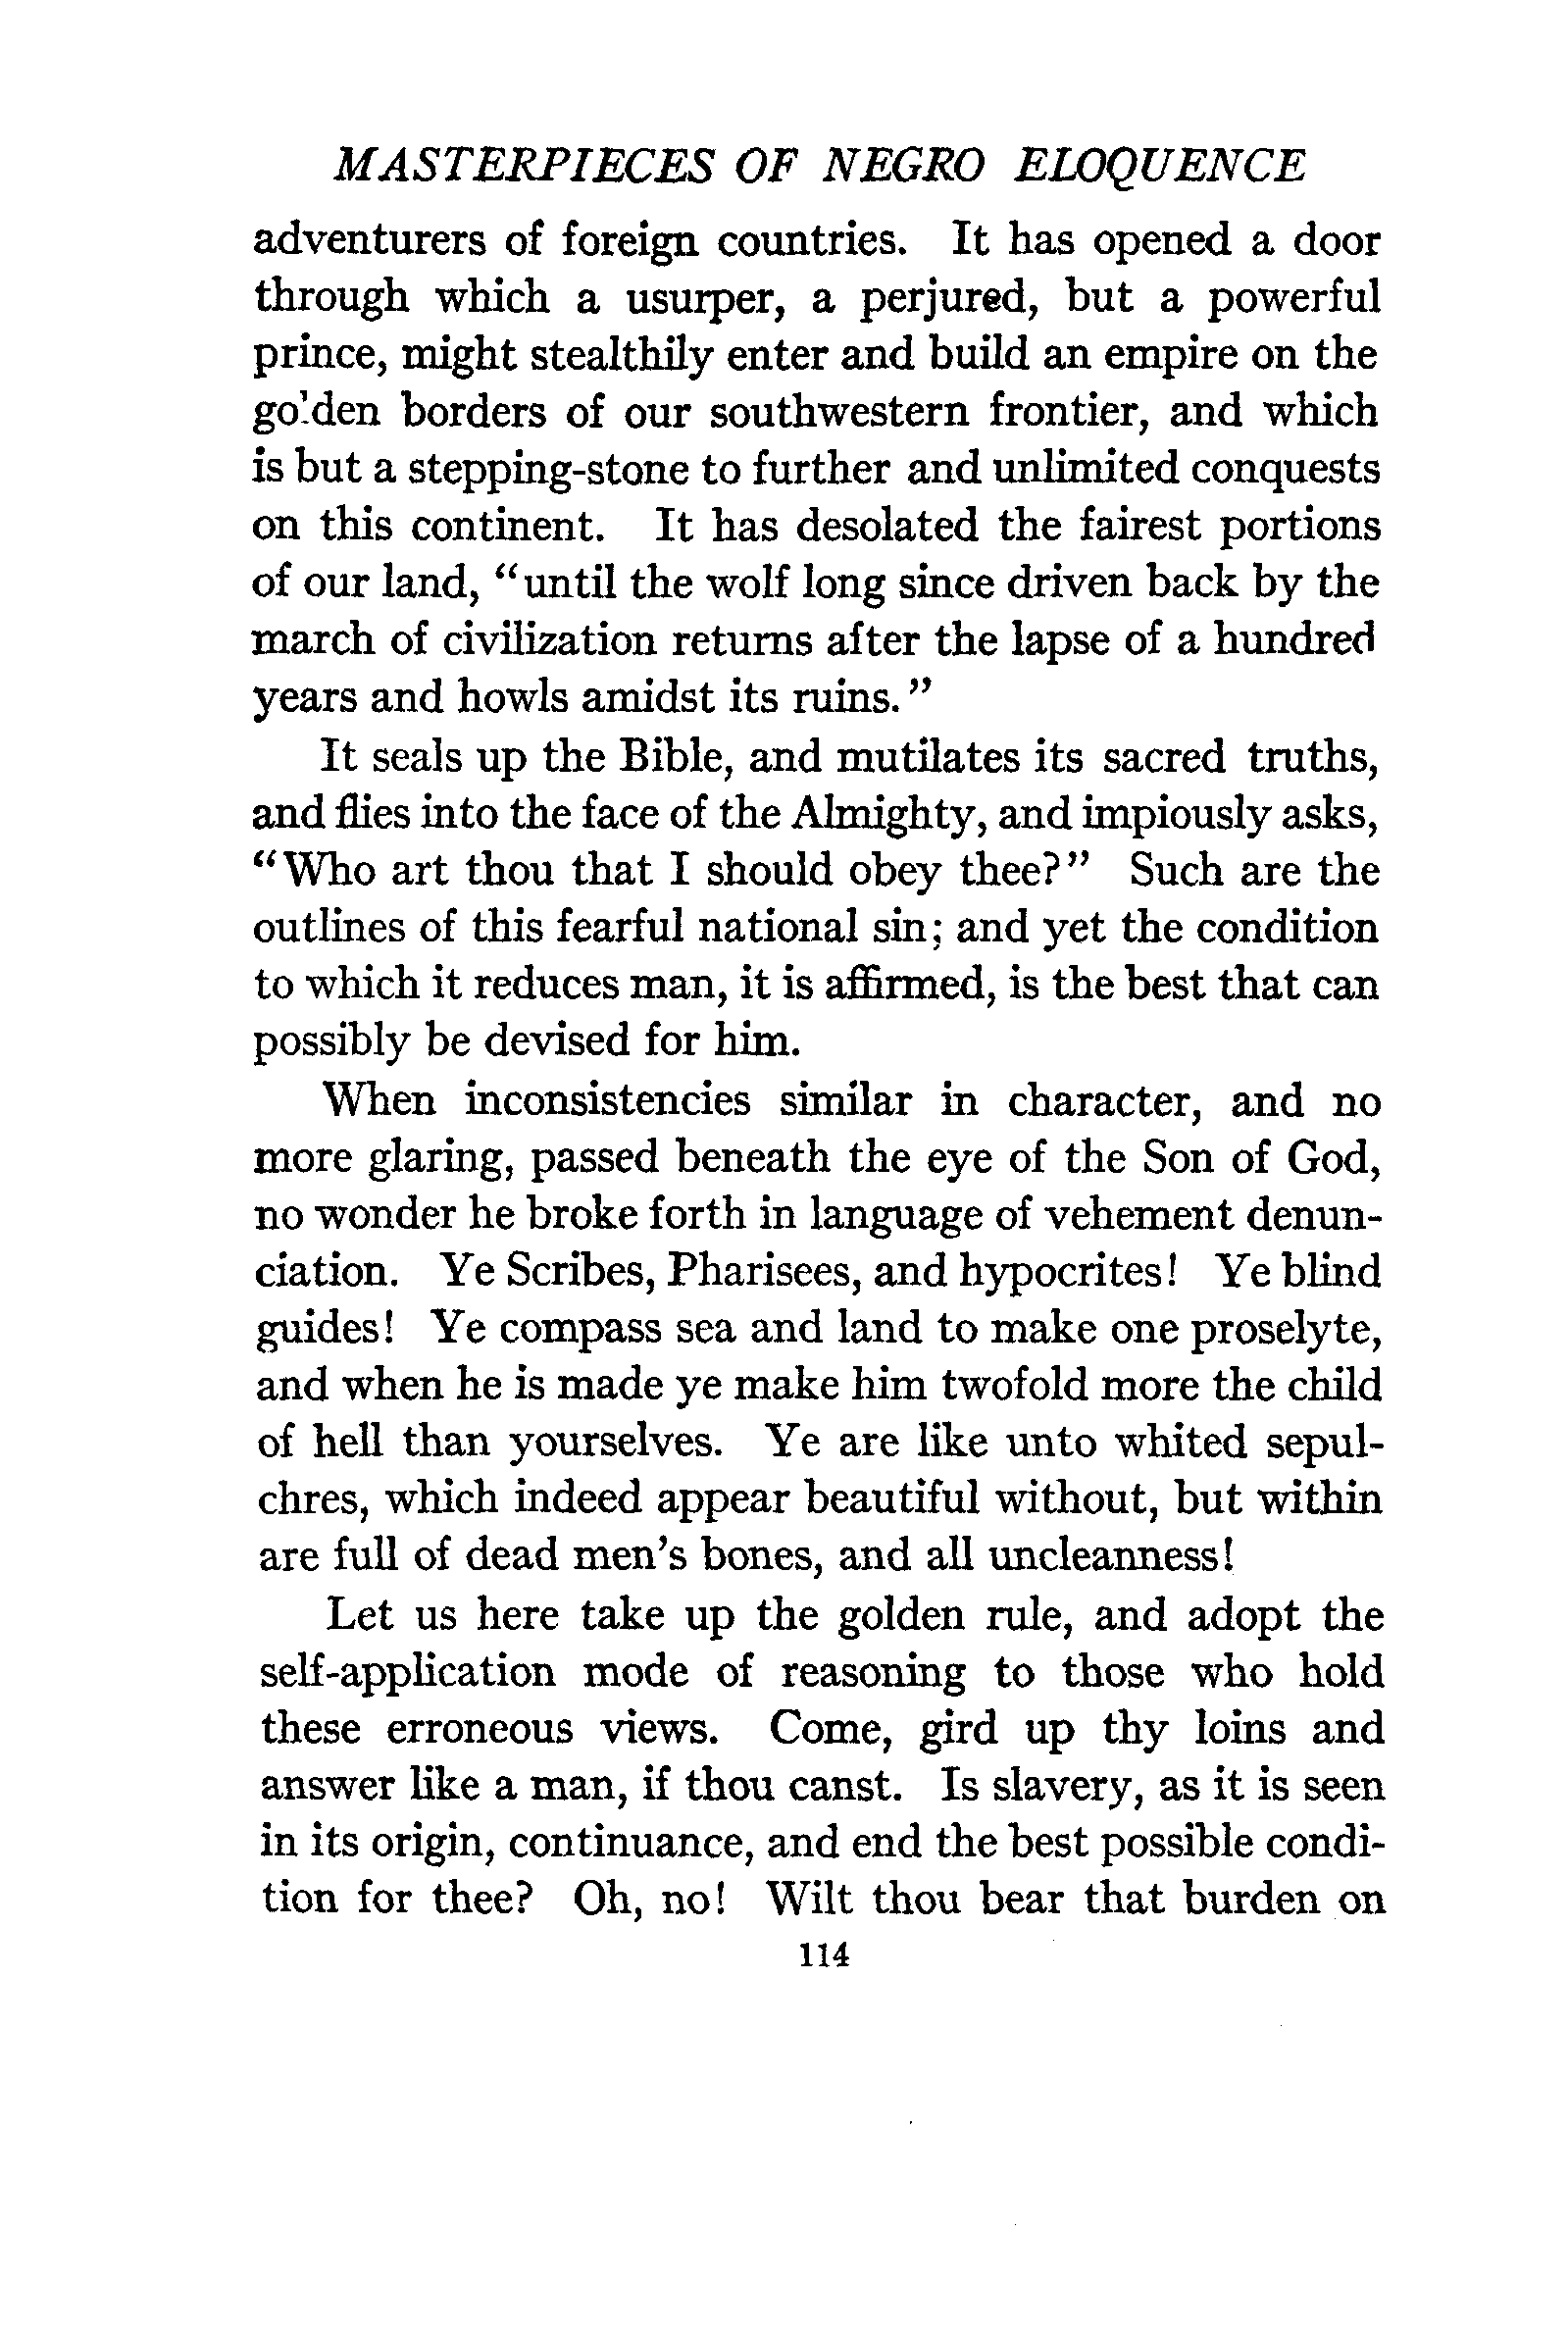 MASTERPIECES OF NEGRO ELOQUENCE
adventurers of foreign countries. It has opened a door
through which a usurper, a perjured, but a powerful
prince, might stealthily enter and build an empire on the
golden borders of our southwestern frontier, and which
is but a stepping-stone to further and unlimited conquests
on this continent. It has desolated the fairest portions
of our land, "until the wolf long since driven back by the
march of civilization returns after the lapse of a hundred
years and howls amidst its ruins."
It seals up the Bible, and mutilates its sacred truths,
and flies into the face of the Almighty, and impiously asks,
"Who art thou that I should obey thee?" Such are the
outlines of this fearful national sin; and yet the condition
to which it reduces man, it is affirmed, is the best that can
possibly be devised for him.
When inconsistencies similar in character, and no
more glaring, passed beneath the eye of the Son of God,
no wonder he broke forth in language of vehement denun-
ciation. Ye Scribes, Pharisees, and hypocrites! Ye blind
guides! Ye compass sea and land to make one proselyte,
and when he is made ye make him twofold more the child
of hell than yourselves. Ye are like unto whited sepul-
chres, which indeed appear beautiful without, but within
are full of dead men's bones, and all uncleanness!
Let us here take up the golden rule, and adopt the
self-application mode of reasoning to those who hold
these erroneous views. Come, gird up thy loins and
answer like a man, if thou canst. Is slavery, as it is seen
in its origin, continuance, and end the best possible condi-
tion for thee? Oh, no! Wilt thou bear that burden on
114